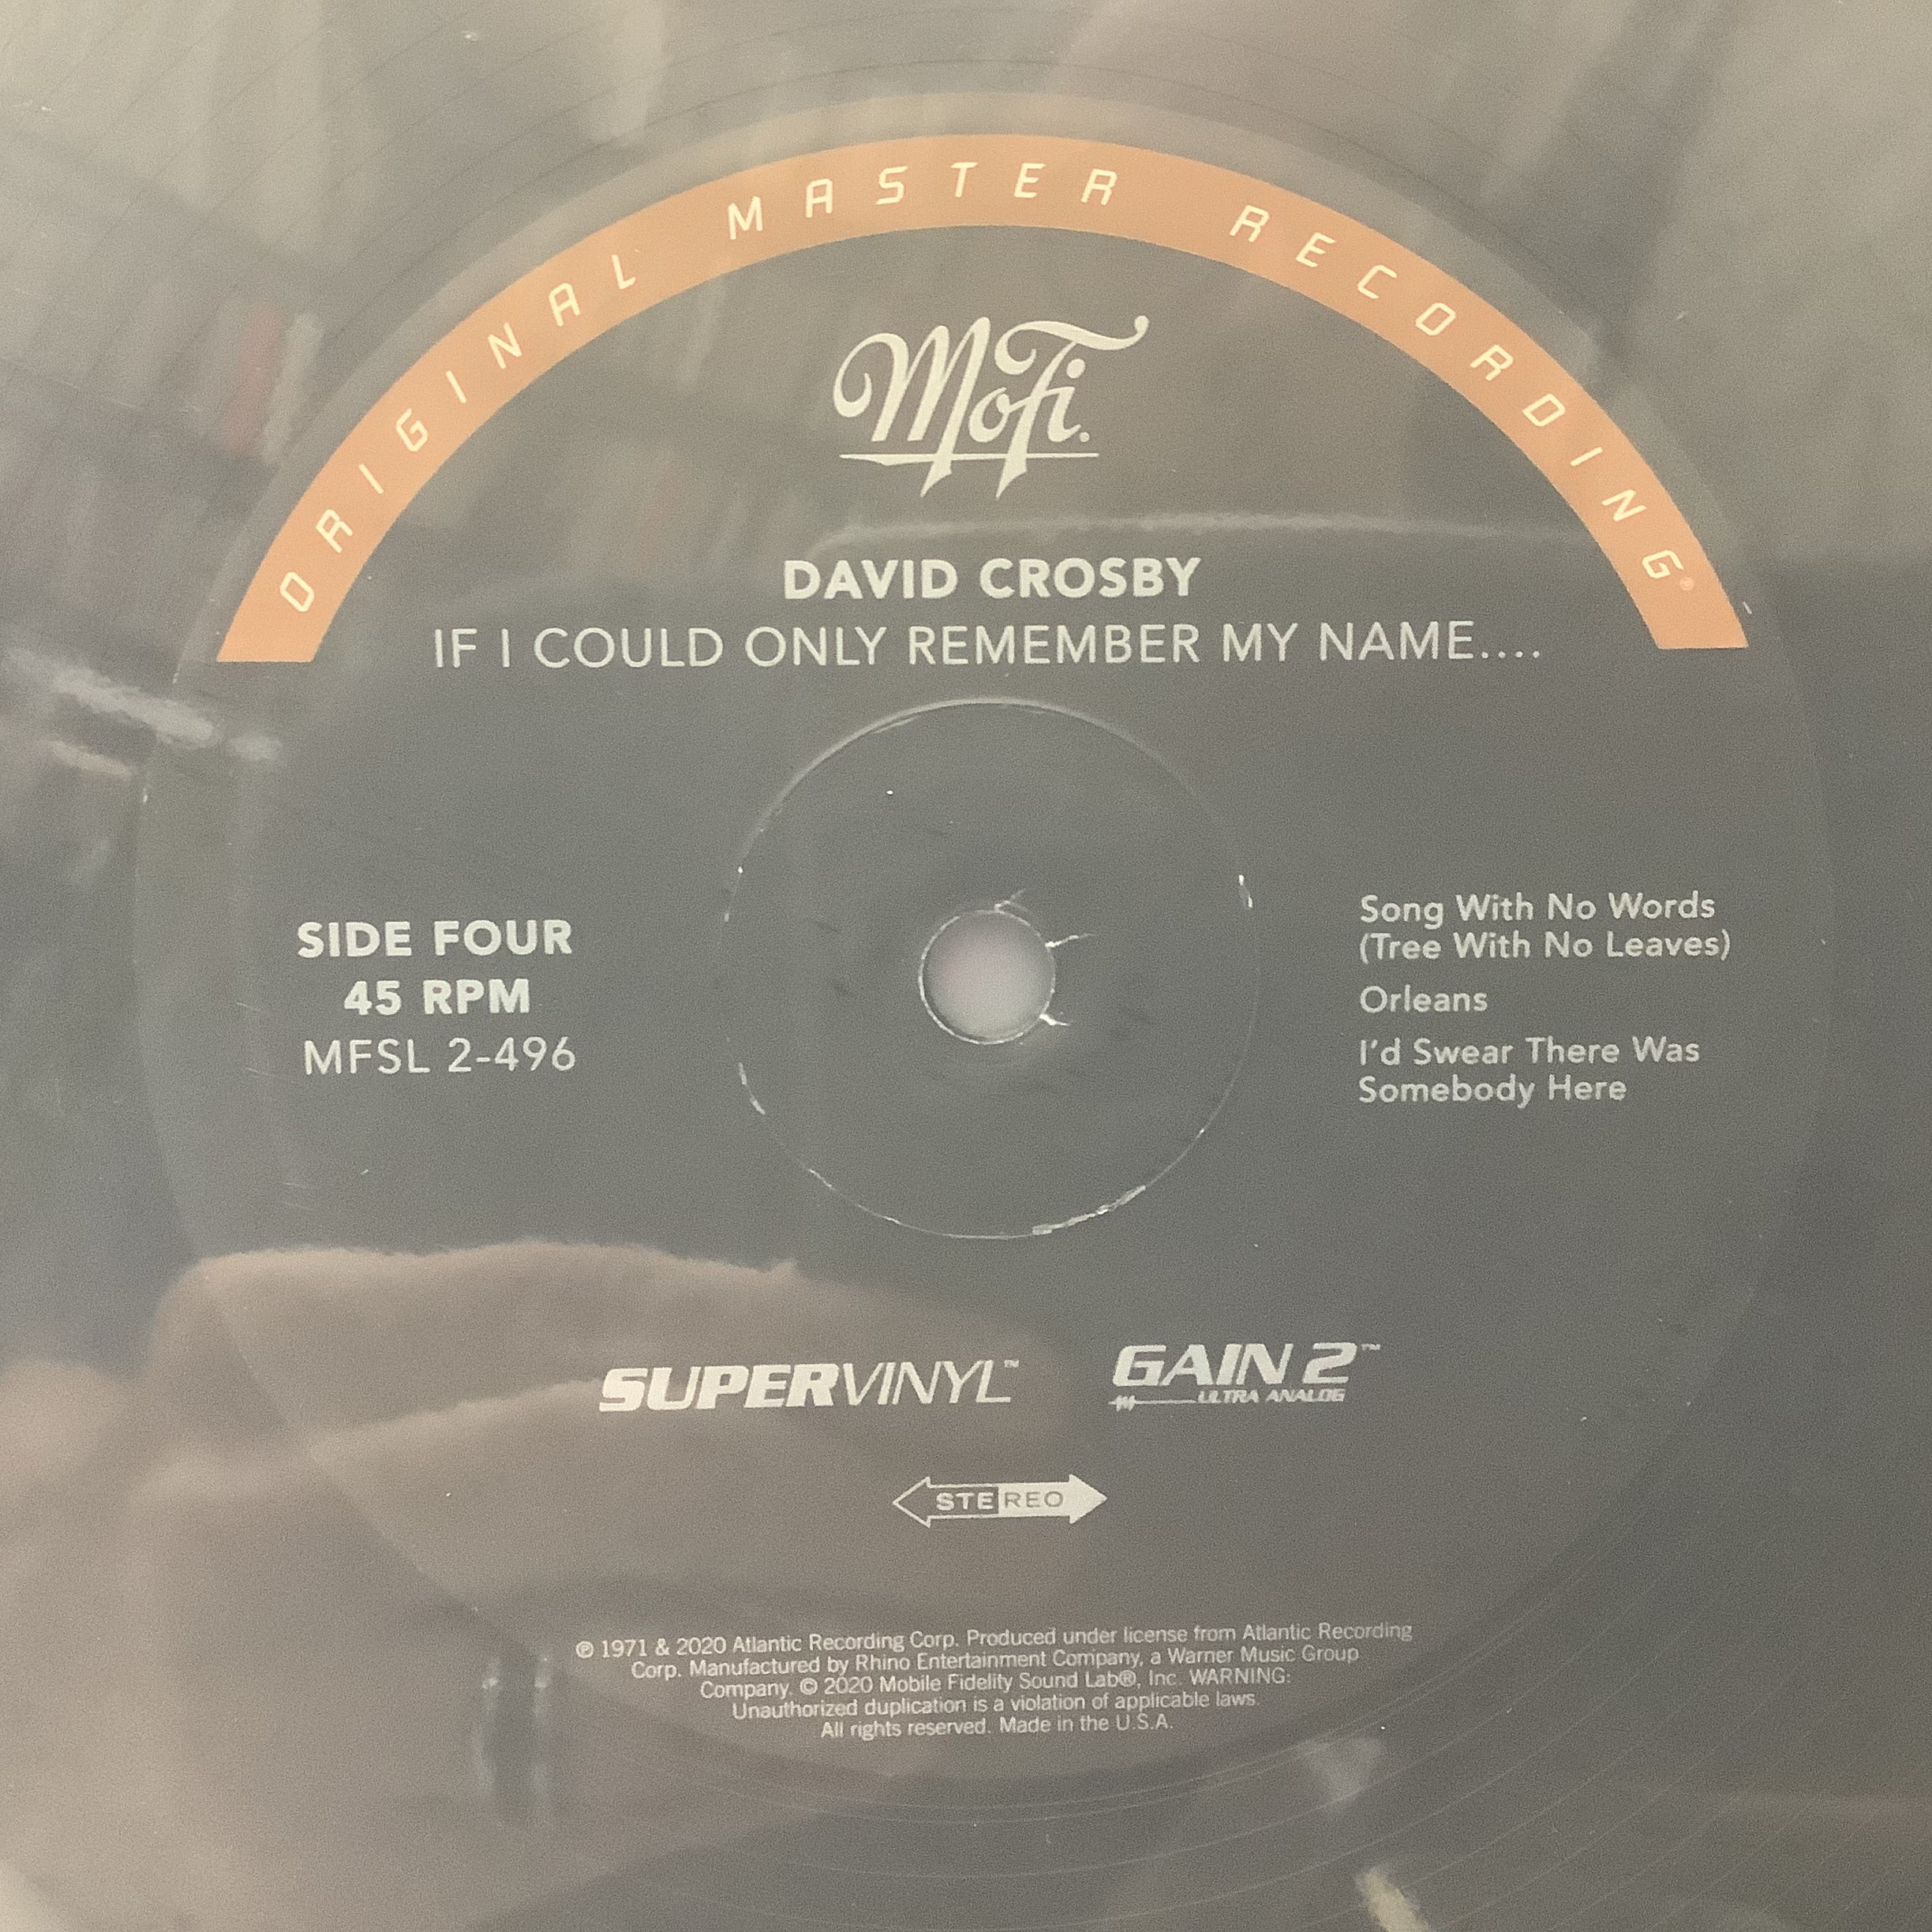 ORIGINAL MASTER RECORDING®
MoFi.
DAVID CROSBY
IF I COULD ONLY REMEMBER MY NAME....
SIDE FOUR
45 RPM
MFSL 2-496
Song With No Words
(Tree With No Leaves)
Orleans
I'd Swear There Was
Somebody Here
SUPERVINYL™
GAIN 2™
ULTRA ANALOG
STEREO
℗ 1971 & 2020 Atlantic Recording Corp. Produced under license from Atlantic Recording
Corp. Manufactured by Rhino Entertainment Company, a Warner Music Group
Company. © 2020 Mobile Fidelity Sound Lab®, Inc. WARNING:
Unauthorized duplication is a violation of applicable laws.
All rights reserved. Made in the U.S.A.